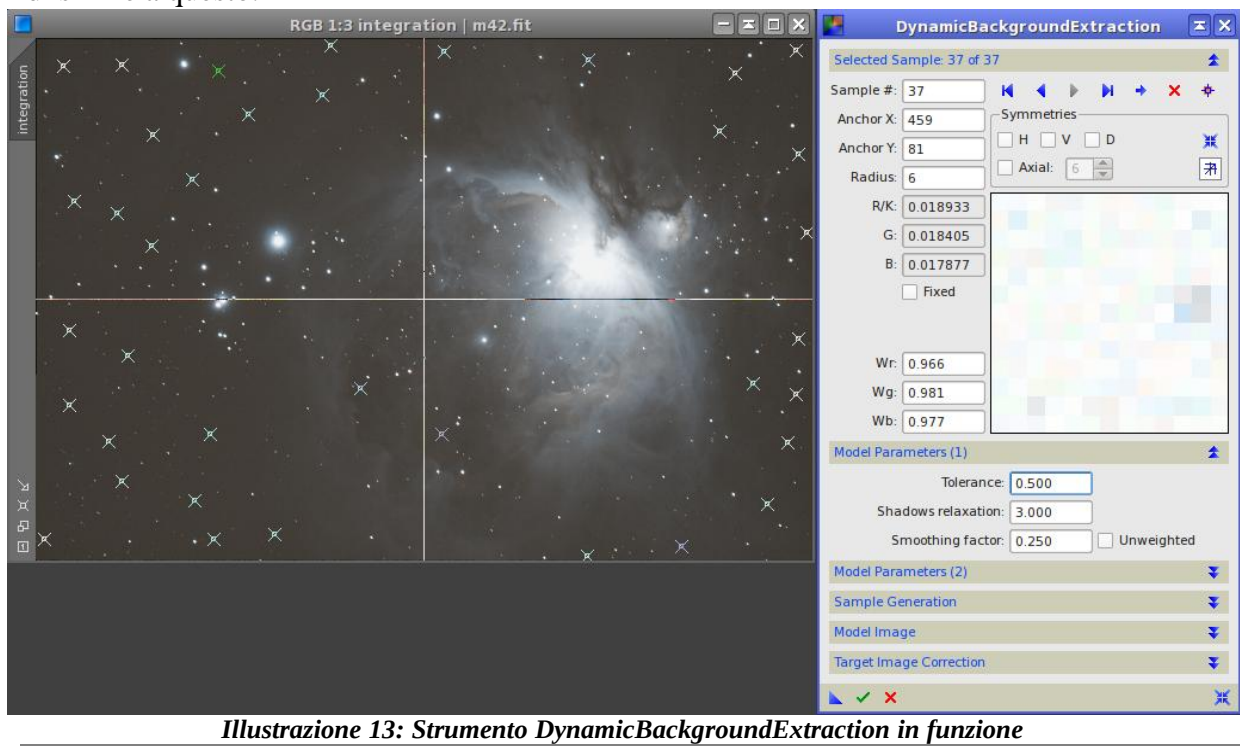 RGB 1:3 integration | m42.fit
integration
DynamicBackgroundExtraction
Selected Sample: 37 of 37
Sample #: 37
Anchor X: 459
Anchor Y: 81
Radius: 6
R/K: 0.018933
G: 0.018405
B: 0.017877
Fixed
Wr: 0.966
Wg: 0.981
Wb: 0.977
Symmetries
H V D
Axial: 6
Model Parameters (1)
Tolerance: 0.500
Shadows relaxation: 3.000
Smoothing factor: 0.250 Unweighted
Model Parameters (2)
Sample Generation
Model Image
Target Image Correction
Illustrazione 13: Strumento DynamicBackgroundExtraction in funzione